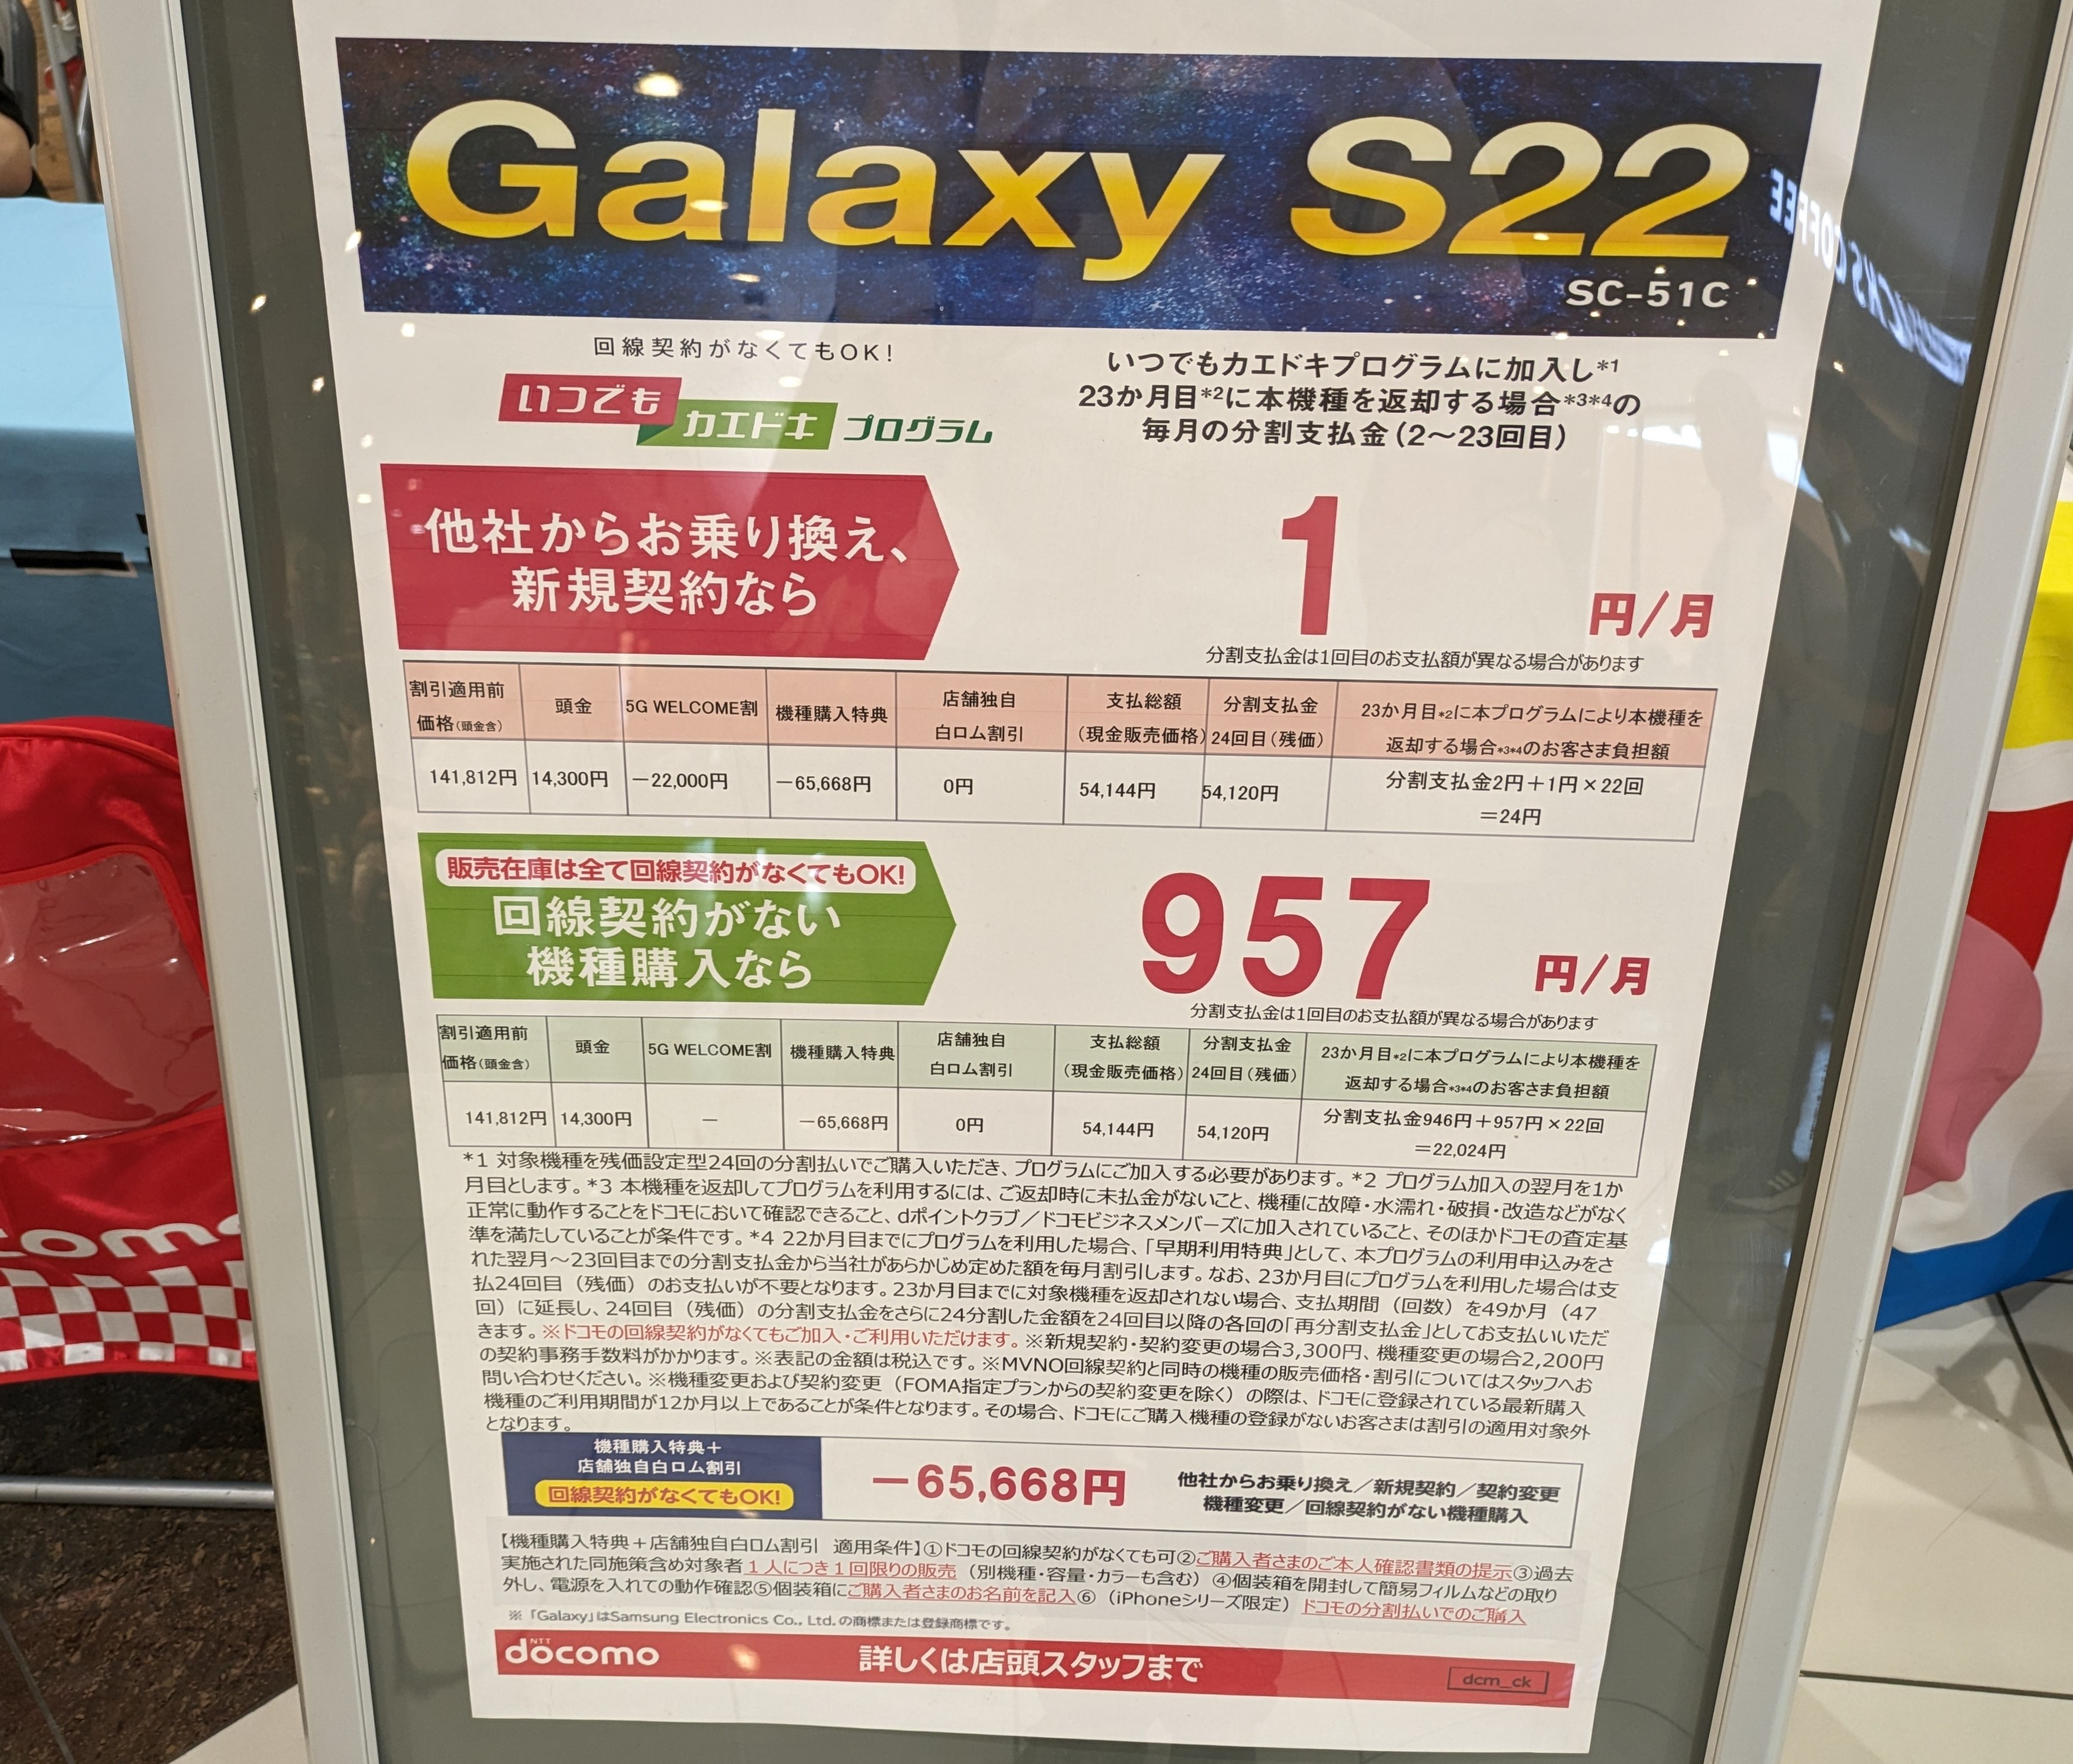 Galaxy S22
SC-51C
回線契約がなくてもOK!
いつでも
カエドキ プログラム
いつでもカエドキプログラムに加入し*1
23か月目*2に本機種を返却する場合*3*4の
毎月の分割支払金（2〜23回目）
他社からお乗り換え、
新規契約なら
1 円/月
分割支払金は1回目のお支払額が異なる場合があります
割引適用前 価格（頭金含） 頭金 5G WELCOME割 機種購入特典 店舗独自 白ロム割引 支払総額 （現金販売価格） 分割支払金 24回目（残価） 23か月目*2に本プログラムにより本機種を 返却する場合*3*4のお客さま負担額
141,812円 14,300円 −22,000円 −65,668円 0円 54,144円 54,120円 分割支払金2円＋1円×22回
＝24円
販売在庫は全て回線契約がなくてもOK!
回線契約がない
機種購入なら
957 円/月
分割支払金は1回目のお支払額が異なる場合があります
割引適用前 価格（頭金含） 頭金 5G WELCOME割 機種購入特典 店舗独自 白ロム割引 支払総額 （現金販売価格） 分割支払金 24回目（残価） 23か月目*2に本プログラムにより本機種を 返却する場合*3*4のお客さま負担額
141,812円 14,300円 − −65,668円 0円 54,144円 54,120円 分割支払金946円＋957円×22回
＝22,024円
*1 対象機種を残価設定型24回の分割払いでご購入いただき、プログラムにご加入する必要があります。*2 プログラム加入の翌月を1か
月目とします。*3 本機種を返却してプログラムを利用するには、ご返却時に未払金がないこと、機種に故障・水濡れ・破損・改造などがなく
正常に動作することをドコモにおいて確認できること、dポイントクラブ／ドコモビジネスメンバーズに加入されていること、そのほかドコモの査定基
準を満たしていることが条件です。*4 22か月目までにプログラムを利用した場合、「早期利用特典」として、本プログラムの利用申込みをさ
れた翌月〜23回目までの分割支払金から当社があらかじめ定めた額を毎月割引します。なお、23か月目にプログラムを利用した場合は支
払24回目（残価）のお支払いが不要となります。23か月目までに対象機種を返却されない場合、支払期間（回数）を49か月（47
回）に延長し、24回目（残価）の分割支払金をさらに24分割した金額を24回目以降の各回の「再分割支払金」としてお支払いいただ
きます。※ドコモの回線契約がなくてもご加入・ご利用いただけます。※新規契約・契約変更の場合3,300円、機種変更の場合2,200円
の契約事務手数料がかかります。※表記の金額は税込です。※MVNO回線契約と同時の機種の販売価格・割引についてはスタッフへお
問い合わせください。※機種変更および契約変更（FOMA指定プランからの契約変更を除く）の際は、ドコモに登録されている最新購入
機種のご利用期間が12か月以上であることが条件となります。その場合、ドコモにご購入機種の登録がないお客さまは割引の適用対象外
となります。
機種購入特典＋
店舗独自白ロム割引
回線契約がなくてもOK!
−65,668円
他社からお乗り換え／新規契約／契約変更
機種変更／回線契約がない機種購入
【機種購入特典＋店舗独自白ロム割引 適用条件】①ドコモの回線契約がなくても可②ご購入者さまのご本人確認書類の提示③過去
実施された同施策含め対象者１人につき１回限りの販売（別機種・容量・カラーも含む）④個装箱を開封して簡易フィルムなどの取り
外し、電源を入れての動作確認⑤個装箱にご購入者さまのお名前を記入⑥（iPhoneシリーズ限定）ドコモの分割払いでのご購入
※「Galaxy」はSamsung Electronics Co., Ltd.の商標または登録商標です。
NTT
docomo 詳しくは店頭スタッフまで dcm_ck